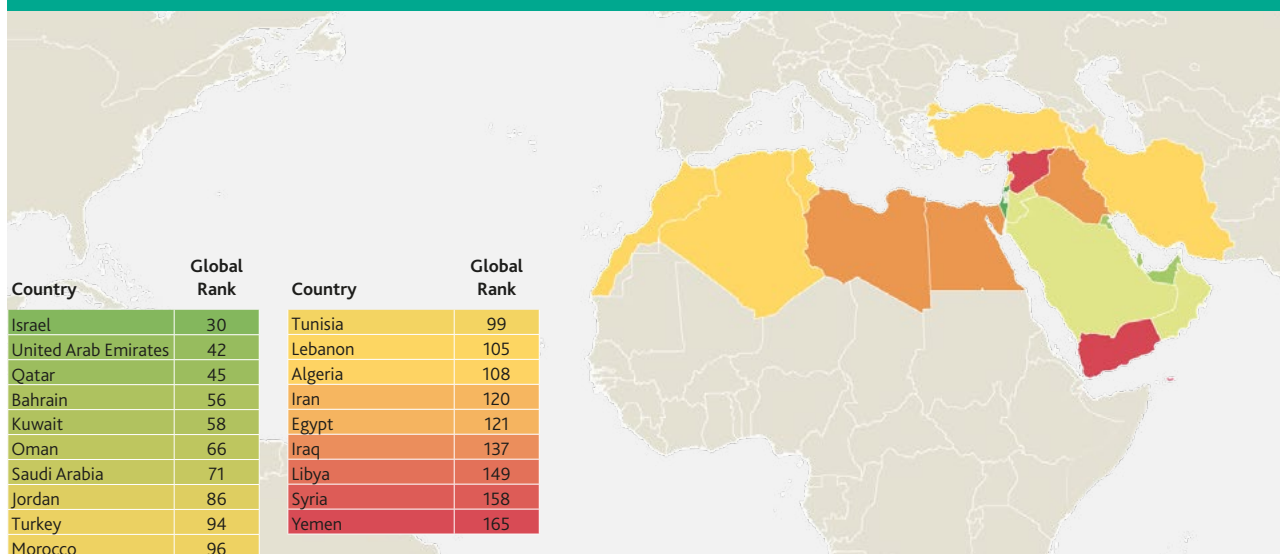 Country Global Rank
Israel 30
United Arab Emirates 42
Qatar 45
Bahrain 56
Kuwait 58
Oman 66
Saudi Arabia 71
Jordan 86
Turkey 94
Morocco 96
Country Global Rank
Tunisia 99
Lebanon 105
Algeria 108
Iran 120
Egypt 121
Iraq 137
Libya 149
Syria 158
Yemen 165